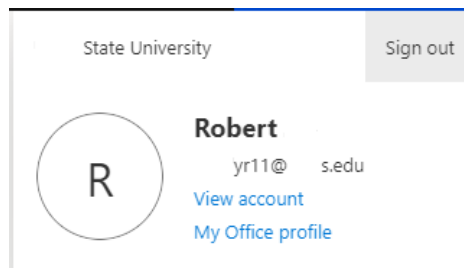 State University
Sign out
R
Robert
yr11@ s.edu
View account
My Office profile